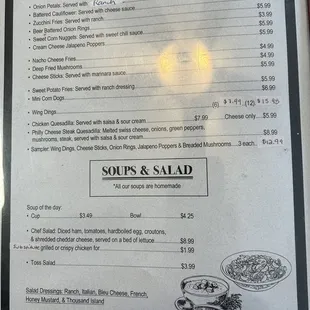 Onion Petals: Served with Ranch $5.99
Battered Cauliflower: Served with cheese sauce $5.99
Zucchini Fries: Served with ranch $3.99
Beer Battered Onion Rings $5.99
Sweet Corn Nuggets: Served with sweet chili sauce $5.99
Cream Cheese Jalapeno Poppers
Nacho Cheese Fries $4.99
Deep Fried Mushrooms $4.99
Cheese Sticks: Served with marinara sauce $5.99
Sweet Potato Fries: Served with ranch dressing $5.99
Mini Corn Dogs $6.99
Wing Dings (6) $7.99 (12)
Chicken Quesadilla: Served with salsa & sour cream $7.99 Cheese only $5.99
Philly Cheese Steak Quesadilla: Melted swiss cheese, onions, green peppers,
mushrooms, steak, served with salsa & sour cream $8.99
Sampler: Wing Dings, Cheese Sticks, Onion Rings, Jalapeno Poppers & Breaded Mushrooms.....3 each, $12.99
SOUPS & SALAD
*All our soups are homemade
Soup of the day:
Cup $3.49 Bowl $4.25
Chef Salad: Diced ham, tomatoes, hardboiled egg, croutons,
& shredded cheddar cheese, served on a bed of lettuce $8.99
grilled or crispy chicken for $1.99
Toss Salad $3.99
Salad Dressings: Ranch, Italian, Bleu Cheese, French,
Honey Mustard, & Thousand Island